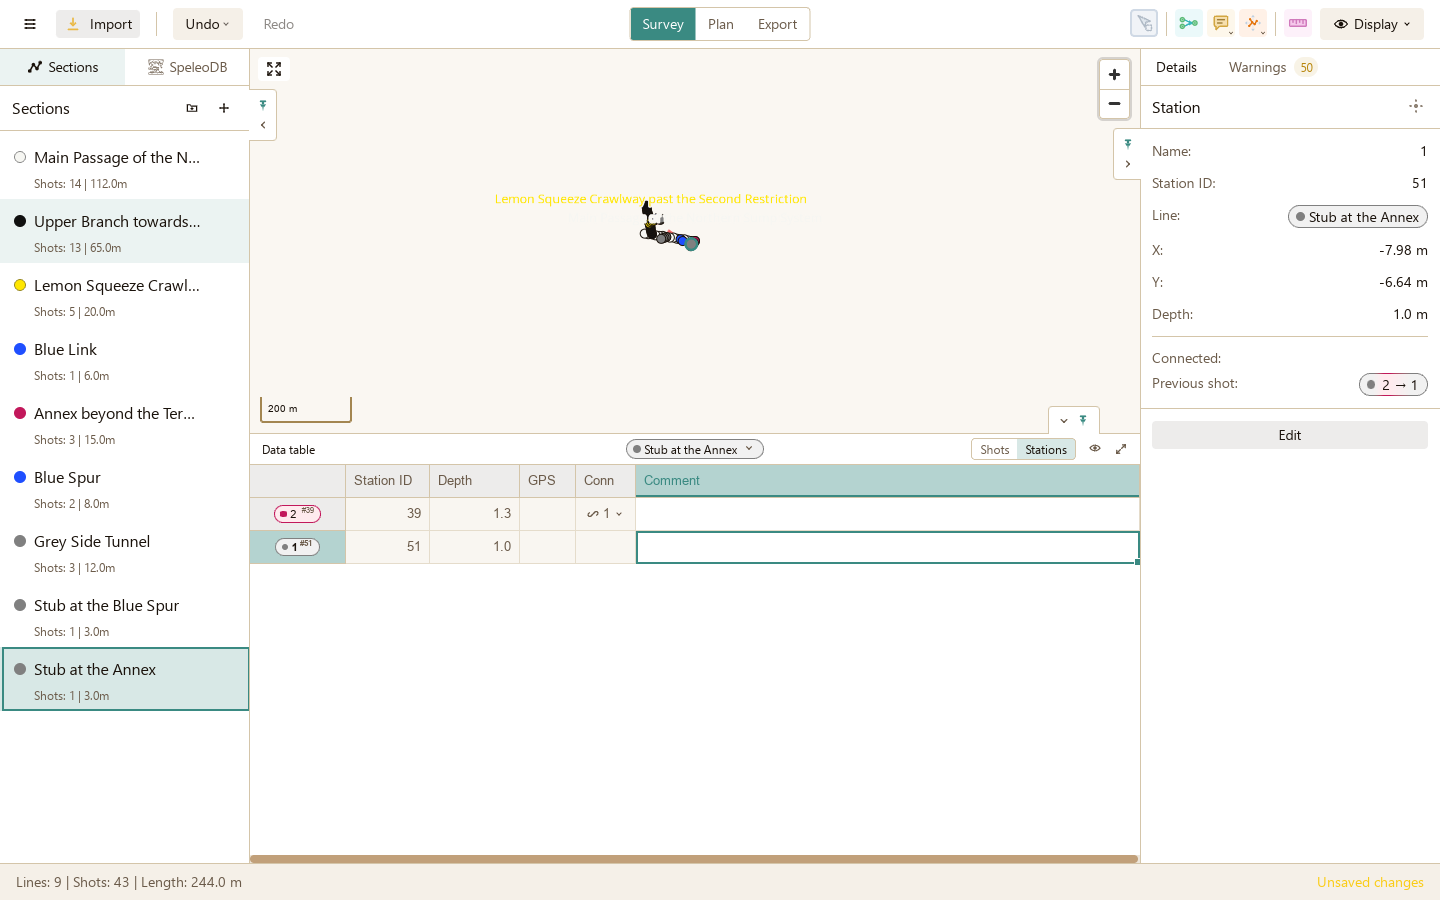 Import
Undo
Redo
Survey
Plan
Export
Display
Sections
SpeleoDB
Details
Warnings 50
Sections
Main Passage of the N...
Shots: 14 | 112.0m
Upper Branch towards...
Shots: 13 | 65.0m
Lemon Squeeze Crawl...
Shots: 5 | 20.0m
Blue Link
Shots: 1 | 6.0m
Annex beyond the Ter...
Shots: 3 | 15.0m
Blue Spur
Shots: 2 | 8.0m
Grey Side Tunnel
Shots: 3 | 12.0m
Stub at the Blue Spur
Shots: 1 | 3.0m
Stub at the Annex
Shots: 1 | 3.0m
Lemon Squeeze Crawlway past the Second Restriction
200 m
Data table
Stub at the Annex
Shots
Stations
Station ID Depth GPS Conn Comment
2 #39 39 1.3 1
1 #51 51 1.0
Station
Name: 1
Station ID: 51
Line: Stub at the Annex
X: -7.98 m
Y: -6.64 m
Depth: 1.0 m
Connected:
Previous shot: 2 → 1
Edit
Lines: 9 | Shots: 43 | Length: 244.0 m
Unsaved changes